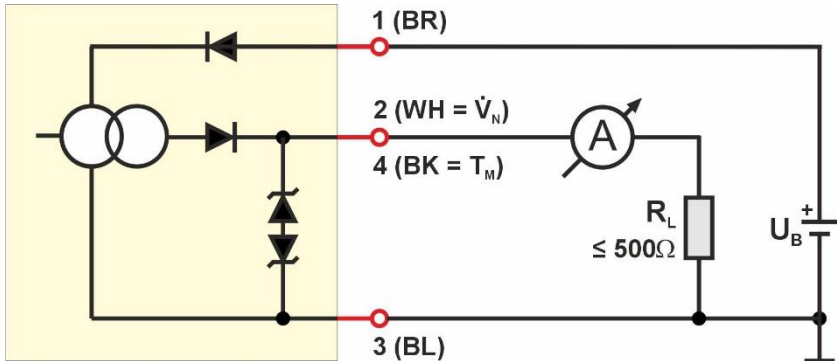 1 (BR)
2 (WH = V̇N)
4 (BK = TM)
A
RL
≤ 500Ω
UB
+
3 (BL)